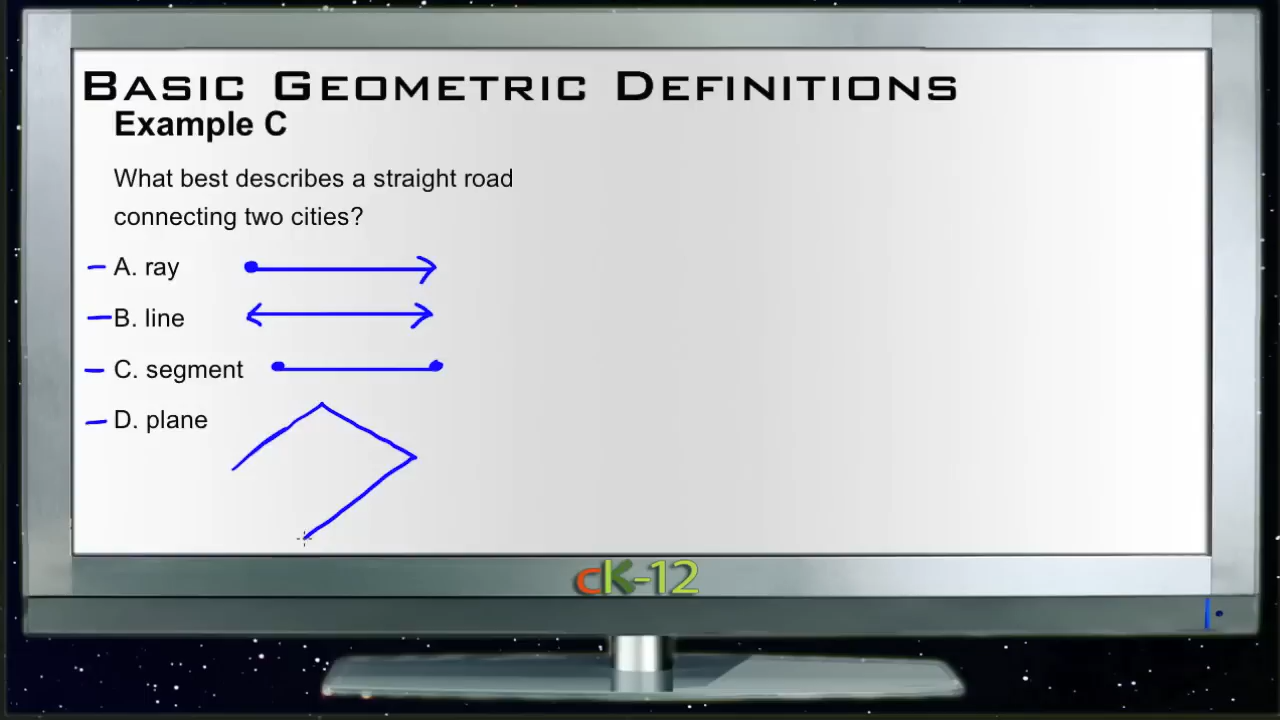 BASIC GEOMETRIC DEFINITIONS
Example C
What best describes a straight road
connecting two cities?
A. ray
B. line
C. segment
D. plane
cK-12